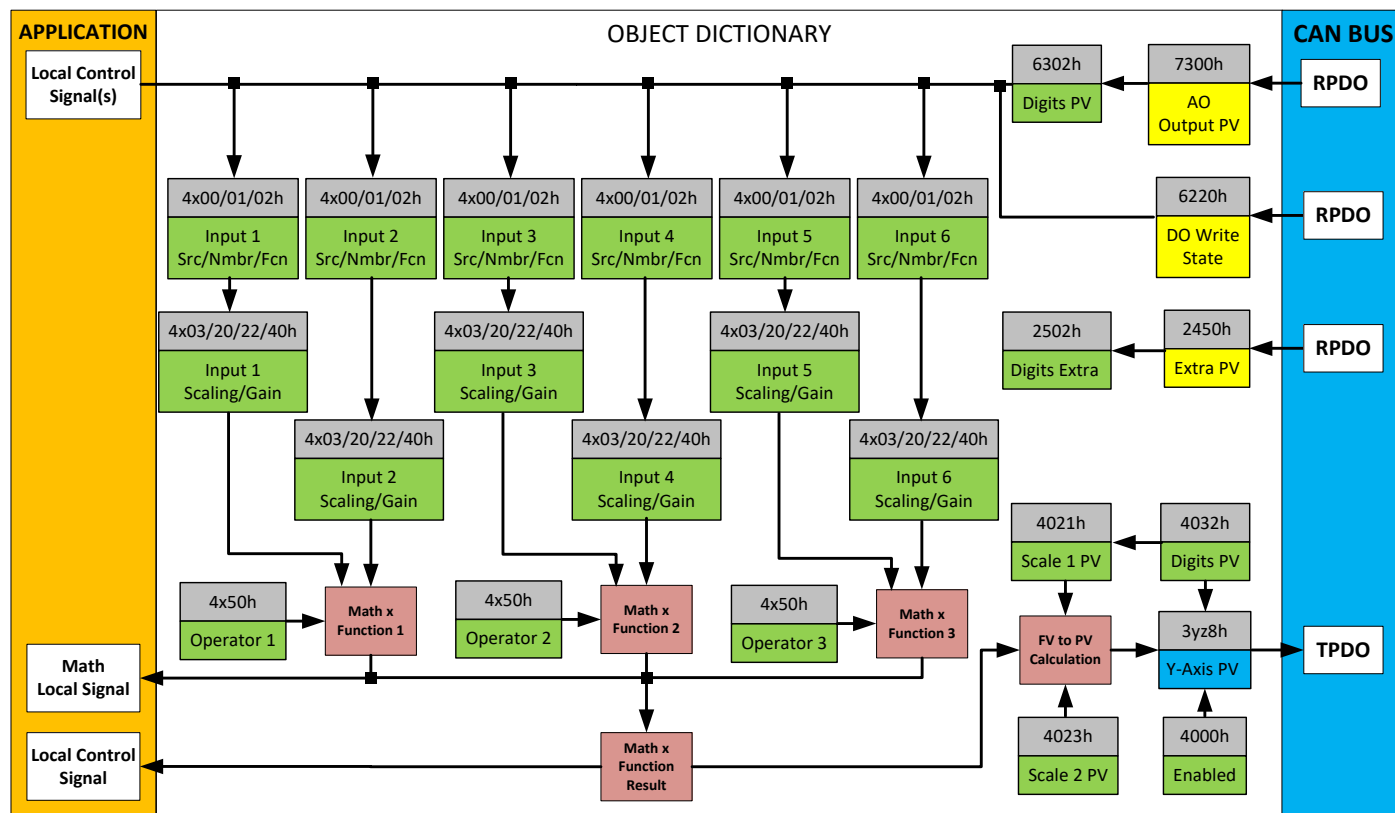 APPLICATION
OBJECT DICTIONARY
CAN BUS
Local Control
Signal(s)
6302h
Digits PV
7300h
AO
Output PV
RPDO
4x00/01/02h
Input 1
Src/Nmbr/Fcn
4x00/01/02h
Input 2
Src/Nmbr/Fcn
4x00/01/02h
Input 3
Src/Nmbr/Fcn
4x00/01/02h
Input 4
Src/Nmbr/Fcn
4x00/01/02h
Input 5
Src/Nmbr/Fcn
4x00/01/02h
Input 6
Src/Nmbr/Fcn
6220h
DO Write
State
RPDO
4x03/20/22/40h
Input 1
Scaling/Gain
4x03/20/22/40h
Input 3
Scaling/Gain
4x03/20/22/40h
Input 5
Scaling/Gain
2502h
Digits Extra
2450h
Extra PV
RPDO
4x03/20/22/40h
Input 2
Scaling/Gain
4x03/20/22/40h
Input 4
Scaling/Gain
4x03/20/22/40h
Input 6
Scaling/Gain
4021h
Scale 1 PV
4032h
Digits PV
4x50h
Operator 1
Math x
Function 1
4x50h
Operator 2
Math x
Function 2
4x50h
Operator 3
Math x
Function 3
FV to PV
Calculation
3yz8h
Y-Axis PV
TPDO
Math
Local Signal
Local Control
Signal
Math x
Function
Result
4023h
Scale 2 PV
4000h
Enabled